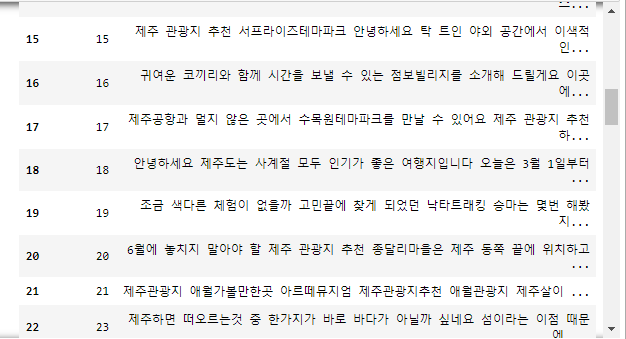 15 15 제주 관광지 추천 서프라이즈테마파크 안녕하세요 탁 트인 야외 공간에서 이색적
인...
16 16 귀여운 코끼리와 함께 시간을 보낼 수 있는 점보빌리지를 소개해 드릴게요 이곳
에...
17 17 제주공항과 멀지 않은 곳에서 수목원테마파크를 만날 수 있어요 제주 관광지 추천
하...
18 18 안녕하세요 제주도는 사계절 모두 인기가 좋은 여행지입니다 오늘은 3월 1일부터
...
19 19 조금 색다른 체험이 없을까 고민끝에 찾게 되었던 낙타트래킹 승마는 몇번 해봤
지...
20 20 6월에 놓치지 말아야 할 제주 관광지 추천 종달리마을은 제주 동쪽 끝에 위치하고
...
21 21 제주관광지 애월가볼만한곳 아르떼뮤지엄 제주관광지추천 애월관광지 제주살이 ...
22 23 제주하면 떠오르는것 중 한가지가 바로 바다가 아닐까 싶네요 섬이라는 이점 때문
에...